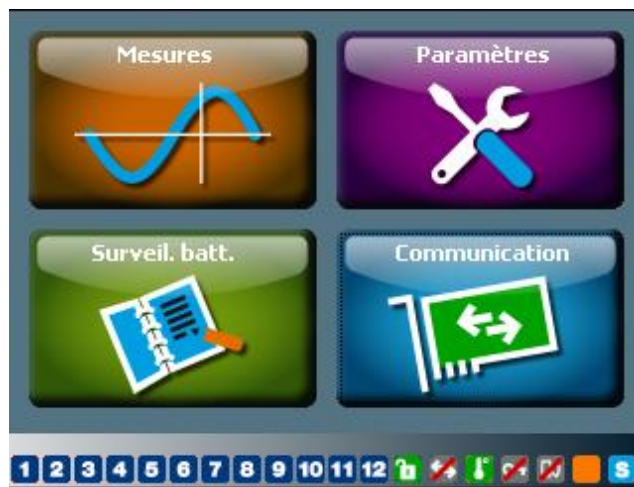 Mesures
Paramètres
Surveil. batt.
Communication
1 2 3 4 5 6 7 8 9 10 11 12 S